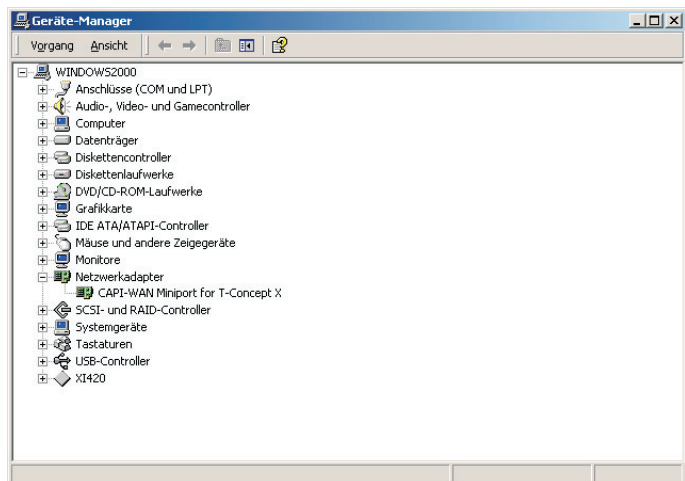 Geräte-Manager
Vorgang Ansicht
WINDOWS2000
Anschlüsse (COM und LPT)
Audio-, Video- und Gamecontroller
Computer
Datenträger
Diskettencontroller
Diskettenlaufwerke
DVD/CD-ROM-Laufwerke
Grafikkarte
IDE ATA/ATAPI-Controller
Mäuse und andere Zeigegeräte
Monitore
Netzwerkadapter
CAPI-WAN Miniport for T-Concept X
SCSI- und RAID-Controller
Systemgeräte
Tastaturen
USB-Controller
XI420